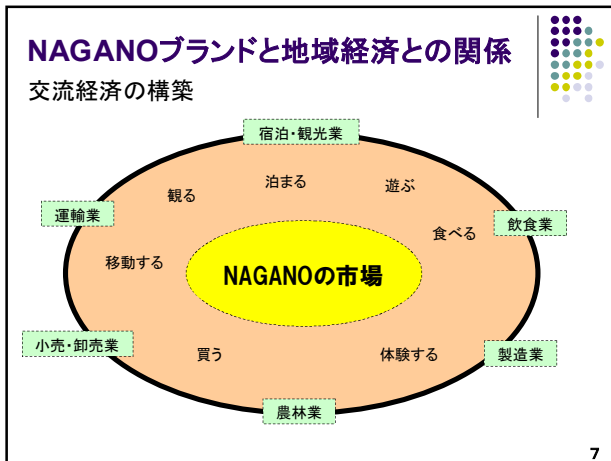 NAGANOブランドと地域経済との関係
交流経済の構築
宿泊・観光業
泊まる
遊ぶ
観る
運輸業
飲食業
食べる
移動する
NAGANOの市場
小売・卸売業
買う
体験する
製造業
農林業
7